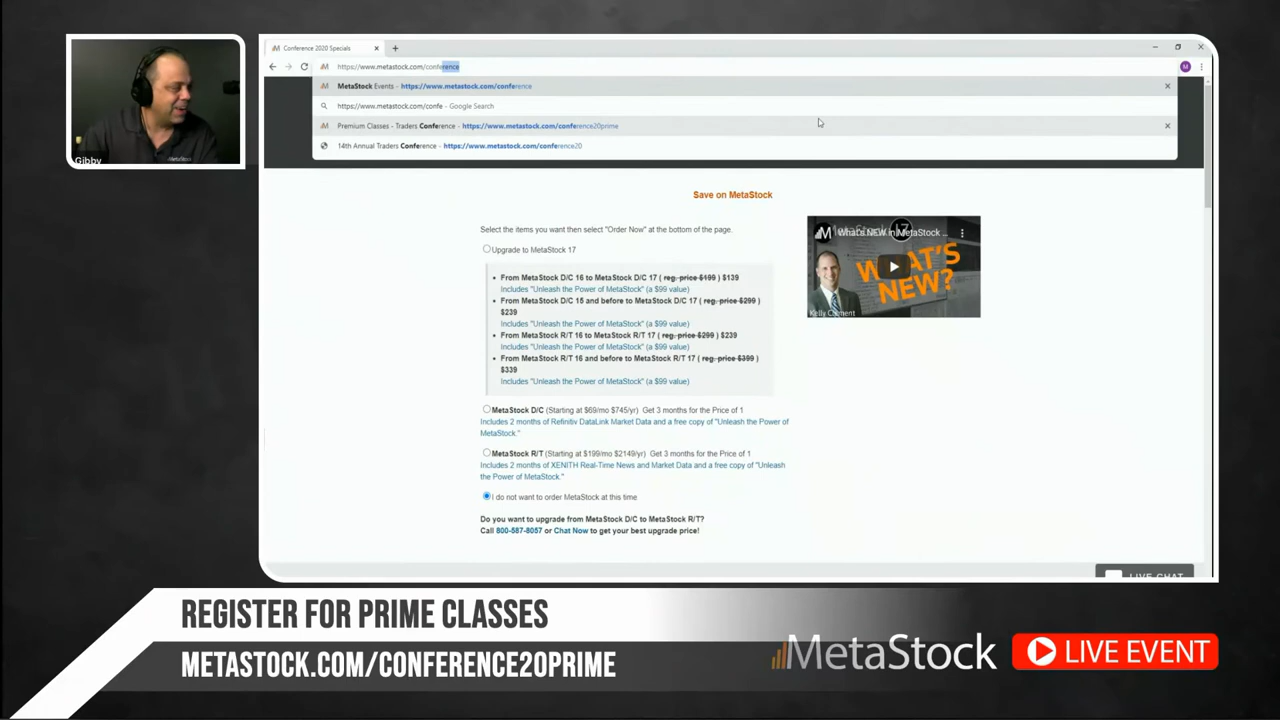 Gibby
MetaStock
Conference 2020 Specials
https://www.metastock.com/conference
MetaStock Events - https://www.metastock.com/conference
https://www.metastock.com/confe - Google Search
Premium Classes - Traders Conference - https://www.metastock.com/conference20prime
14th Annual Traders Conference - https://www.metastock.com/conference20
M
Save on MetaStock
Select the items you want then select "Order Now" at the bottom of the page.
Upgrade to MetaStock 17
• From MetaStock D/C 16 to MetaStock D/C 17 ( reg. price $199 ) $139
Includes "Unleash the Power of MetaStock" (a $99 value)
• From MetaStock D/C 15 and before to MetaStock D/C 17 ( reg. price $299 )
$239
Includes "Unleash the Power of MetaStock" (a $99 value)
• From MetaStock R/T 16 to MetaStock R/T 17 ( reg. price $299 ) $239
Includes "Unleash the Power of MetaStock" (a $99 value)
• From MetaStock R/T 16 and before to MetaStock R/T 17 ( reg. price $399 )
$339
Includes "Unleash the Power of MetaStock" (a $99 value)
MetaStock D/C (Starting at $69/mo $745/yr) Get 3 months for the Price of 1
Includes 2 months of Refinitiv DataLink Market Data and a free copy of "Unleash the Power of
MetaStock."
MetaStock R/T (Starting at $199/mo $2149/yr) Get 3 months for the Price of 1
Includes 2 months of XENITH Real-Time News and Market Data and a free copy of "Unleash
the Power of MetaStock."
I do not want to order MetaStock at this time
Do you want to upgrade from MetaStock D/C to MetaStock R/T?
Call 800-587-8057 or Chat Now to get your best upgrade price!
What's NEW in MetaStock ...
WHAT'S
NEW?
Kelly Clement
LIVE CHAT
REGISTER FOR PRIME CLASSES
METASTOCK.COM/CONFERENCE20PRIME
MetaStock
LIVE EVENT